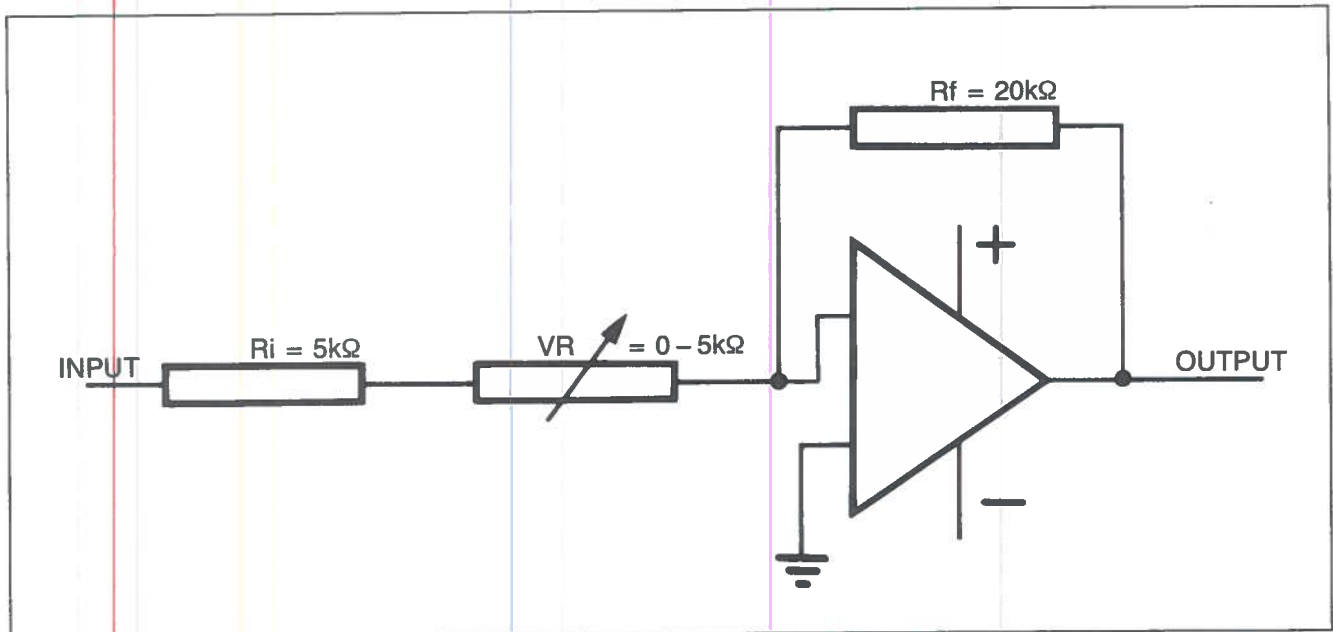 Rf = 20kΩ
+
INPUT
Ri = 5kΩ
VR = 0 – 5kΩ
OUTPUT
—